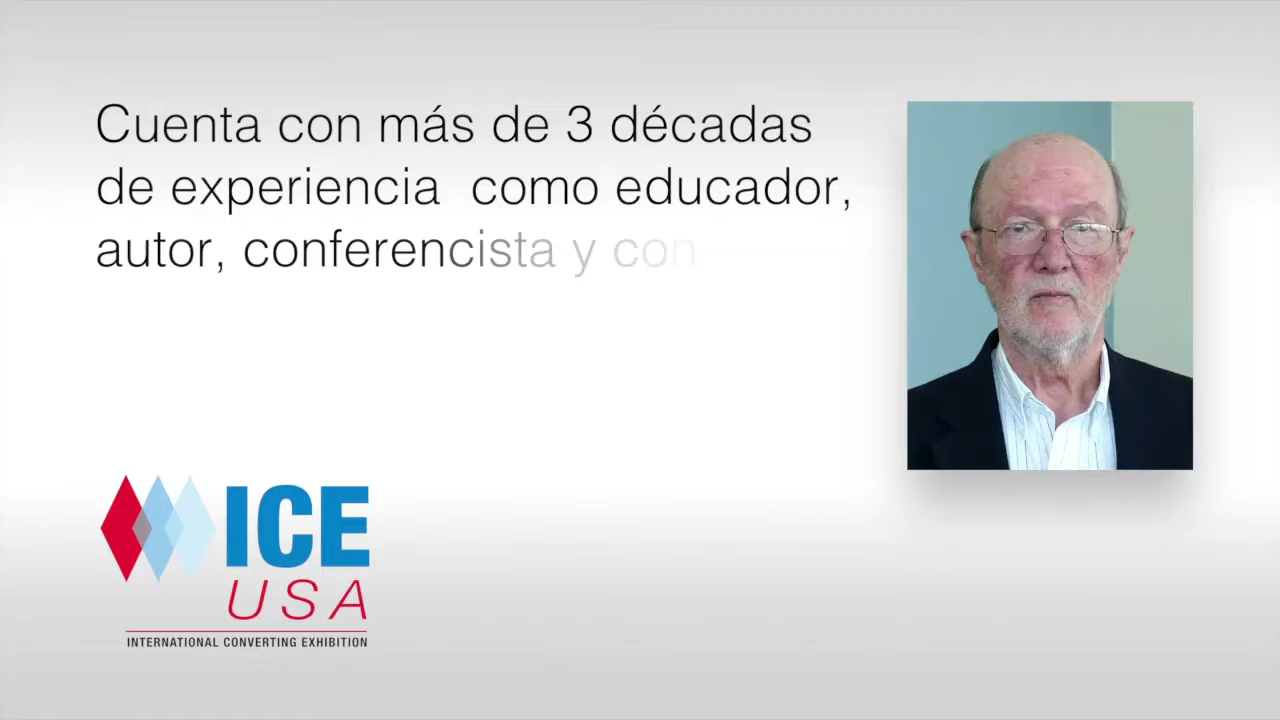 Cuenta con más de 3 décadas
de experiencia como educador,
autor, conferencista y con
ICE
USA
INTERNATIONAL CONVERTING EXHIBITION